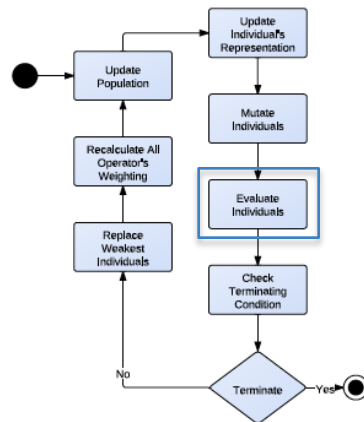 Update
Individual's
Representation
Update
Population
Mutate
Individuals
Recalculate All
Operator's
Weighting
Evaluate
Individuals
Replace
Weakest
Individuals
Check
Terminating
Condition
No
Terminate
Yes